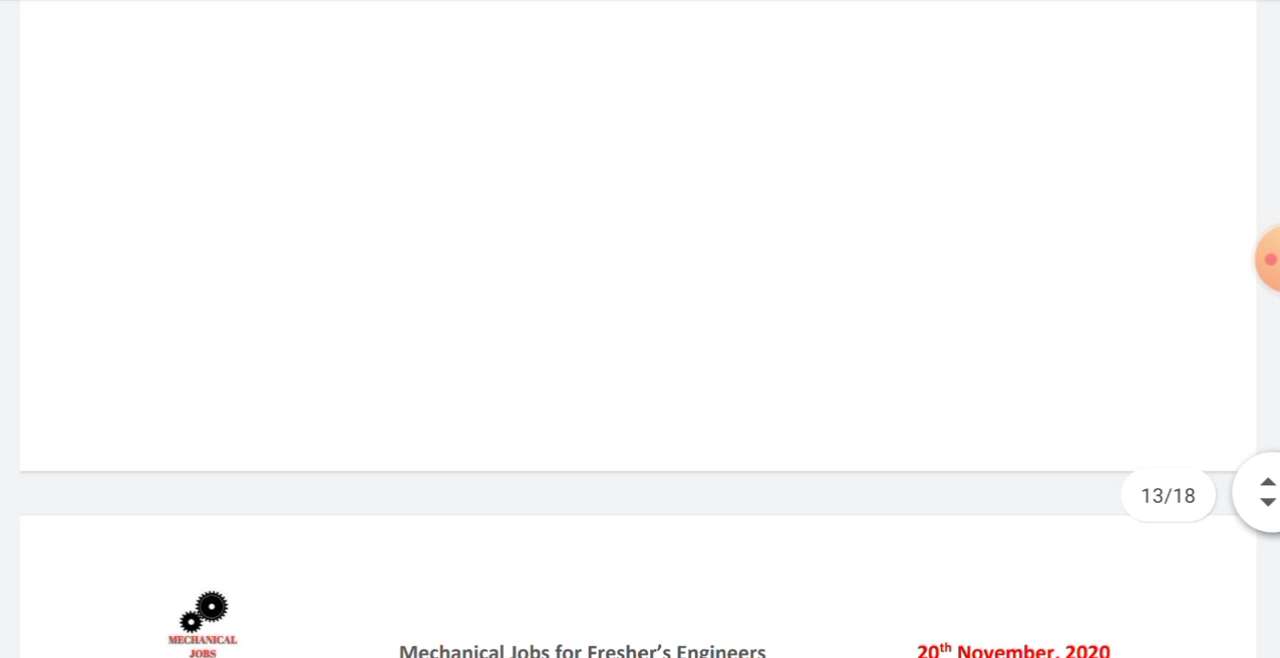 13/18
MECHANICAL
JOBS
Mechanical Jobs for Fresher's Engineers
20th November, 2020